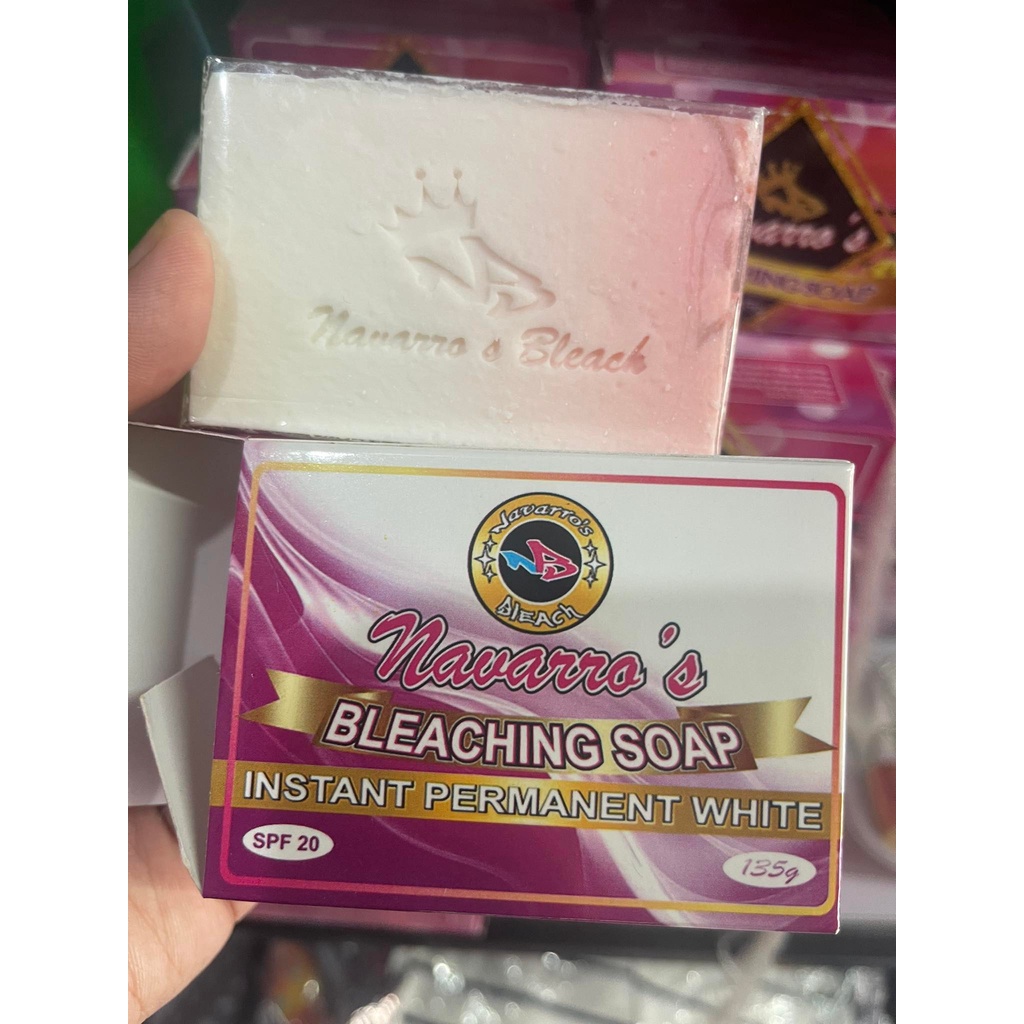 Navarro s Bleach
Navarro's
Bleach
Navarro's
BLEACHING SOAP
INSTANT PERMANENT WHITE
SPF 20
135g